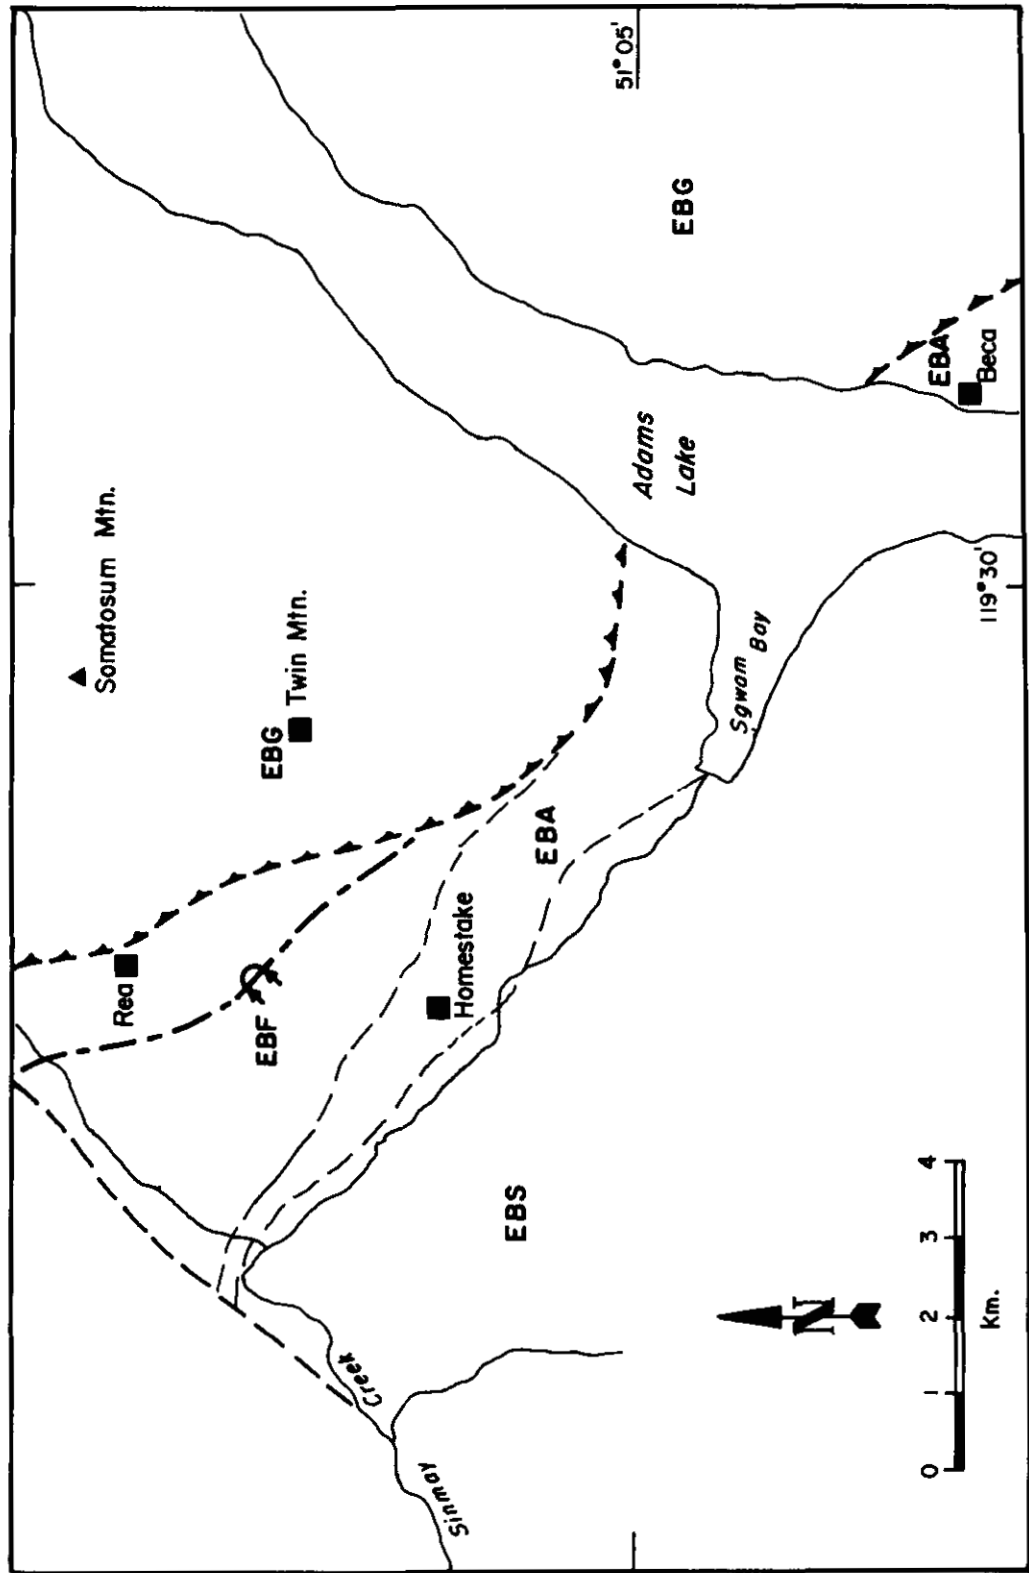 Somatosum Mtn.
Rea
EBG
Twin Mtn.
EBF
51°05'
EBG
Homestake
EBA
Adams
Lake
EBS
Sinmay
Creek
Sgwam
Bay
EBA
Beca
N
0 1 2 3 4
Km.
119°30'